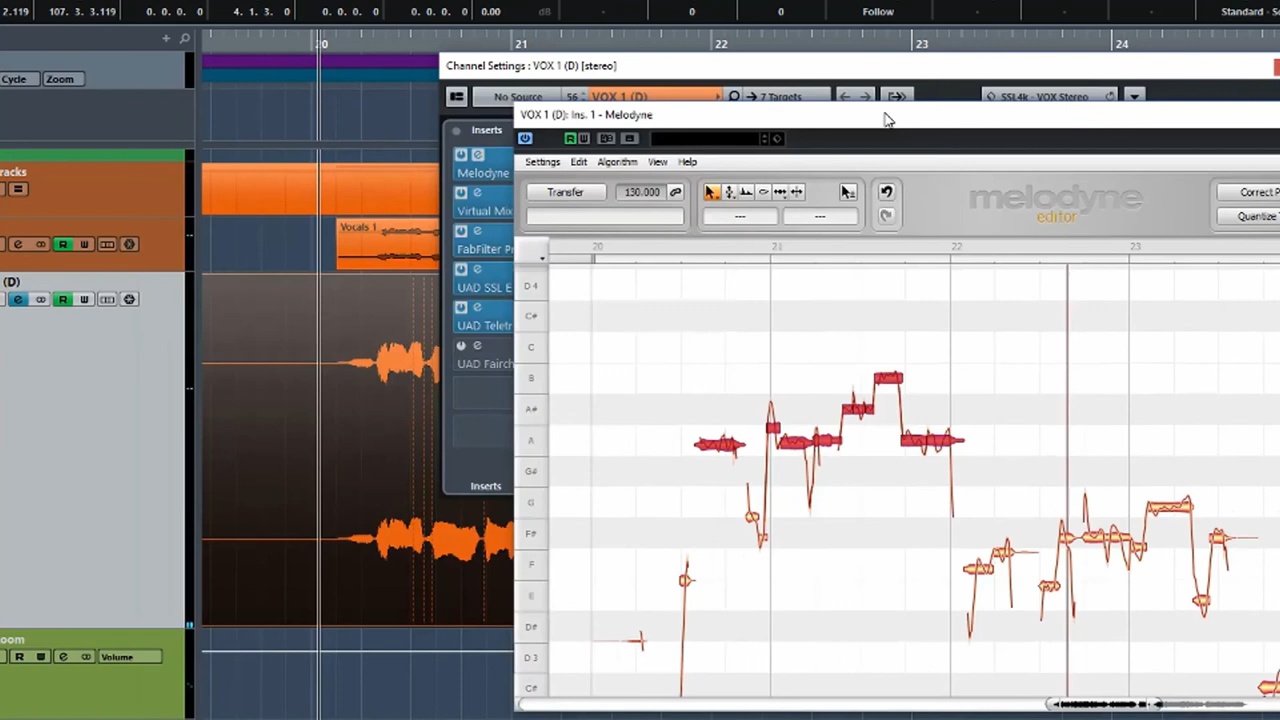 2.119 107. 3. 3.119 0. 0. 0. 0 4. 1. 3. 0 0. 0. 0. 0 0. 0. 0. 0 0.00 dB 0 0 Follow Standard - S
20 21 22 23 24
Channel Settings : VOX 1 (D) [stereo]
Cycle Zoom
No Source 56 VOX 1 (D) 7 Targets SSL4k - VOX Stereo
VOX 1 (D): Ins. 1 - Melodyne
Inserts
R W
Settings Edit Algorithm View Help
racks
Melodyne
Transfer 130.000 Correct P
melodyne
editor
Virtual Mix
--- --- Quantize
Vocals 1
e R W
FabFilter Pr
20 21 22 23
(D)
UAD SSL E
D 4
e R W
C#
UAD Teletr
C
UAD Fairch
B
A#
A
G#
Inserts
G
F#
F
E
D#
oom
R e Volume
D 3
C#